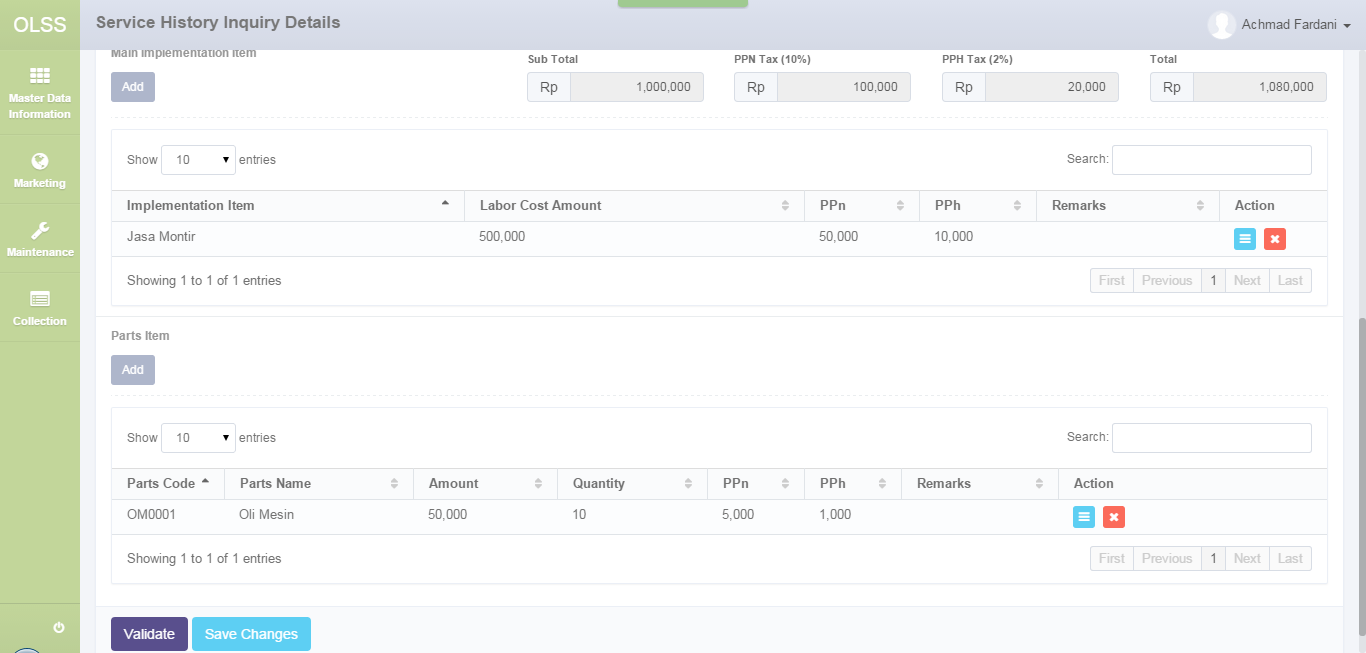 OLSS
Service History Inquiry Details
Achmad Fardani
Master Data
Information
Marketing
Maintenance
Collection
Main Implementation Item
Add
Sub Total
PPN Tax (10%)
PPH Tax (2%)
Total
Rp 1,000,000
Rp 100,000
Rp 20,000
Rp 1,080,000
Show 10 entries
Search:
Implementation Item Labor Cost Amount PPn PPh Remarks Action
Jasa Montir 500,000 50,000 10,000
Showing 1 to 1 of 1 entries
First Previous 1 Next Last
Parts Item
Add
Show 10 entries
Search:
Parts Code Parts Name Amount Quantity PPn PPh Remarks Action
OM0001 Oli Mesin 50,000 10 5,000 1,000
Showing 1 to 1 of 1 entries
First Previous 1 Next Last
Validate Save Changes